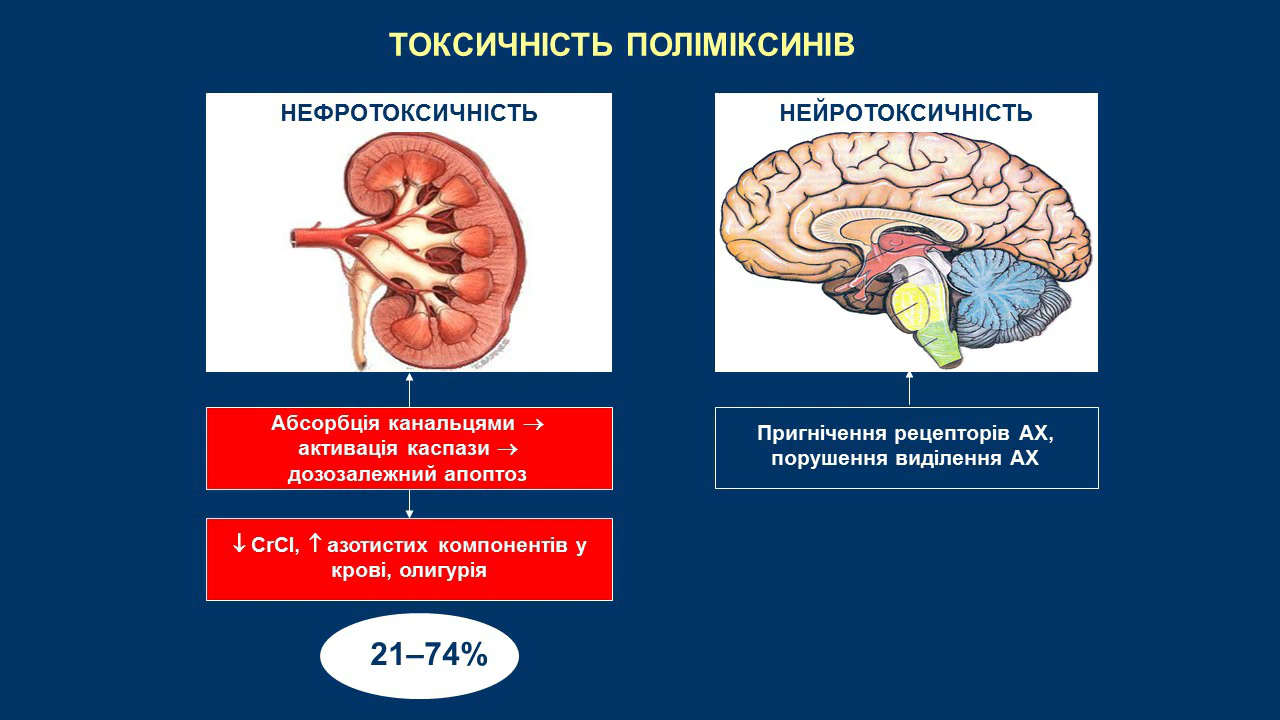 ТОКСИЧНІСТЬ ПОЛІМІКСИНІВ
НЕФРОТОКСИЧНІСТЬ
Абсорбція канальцями →
активація каспази →
дозозалежний апоптоз
↓ CrCl, ↑ азотистих компонентів у
крові, олигурія
21–74%
НЕЙРОТОКСИЧНІСТЬ
Пригнічення рецепторів АХ,
порушення виділення АХ